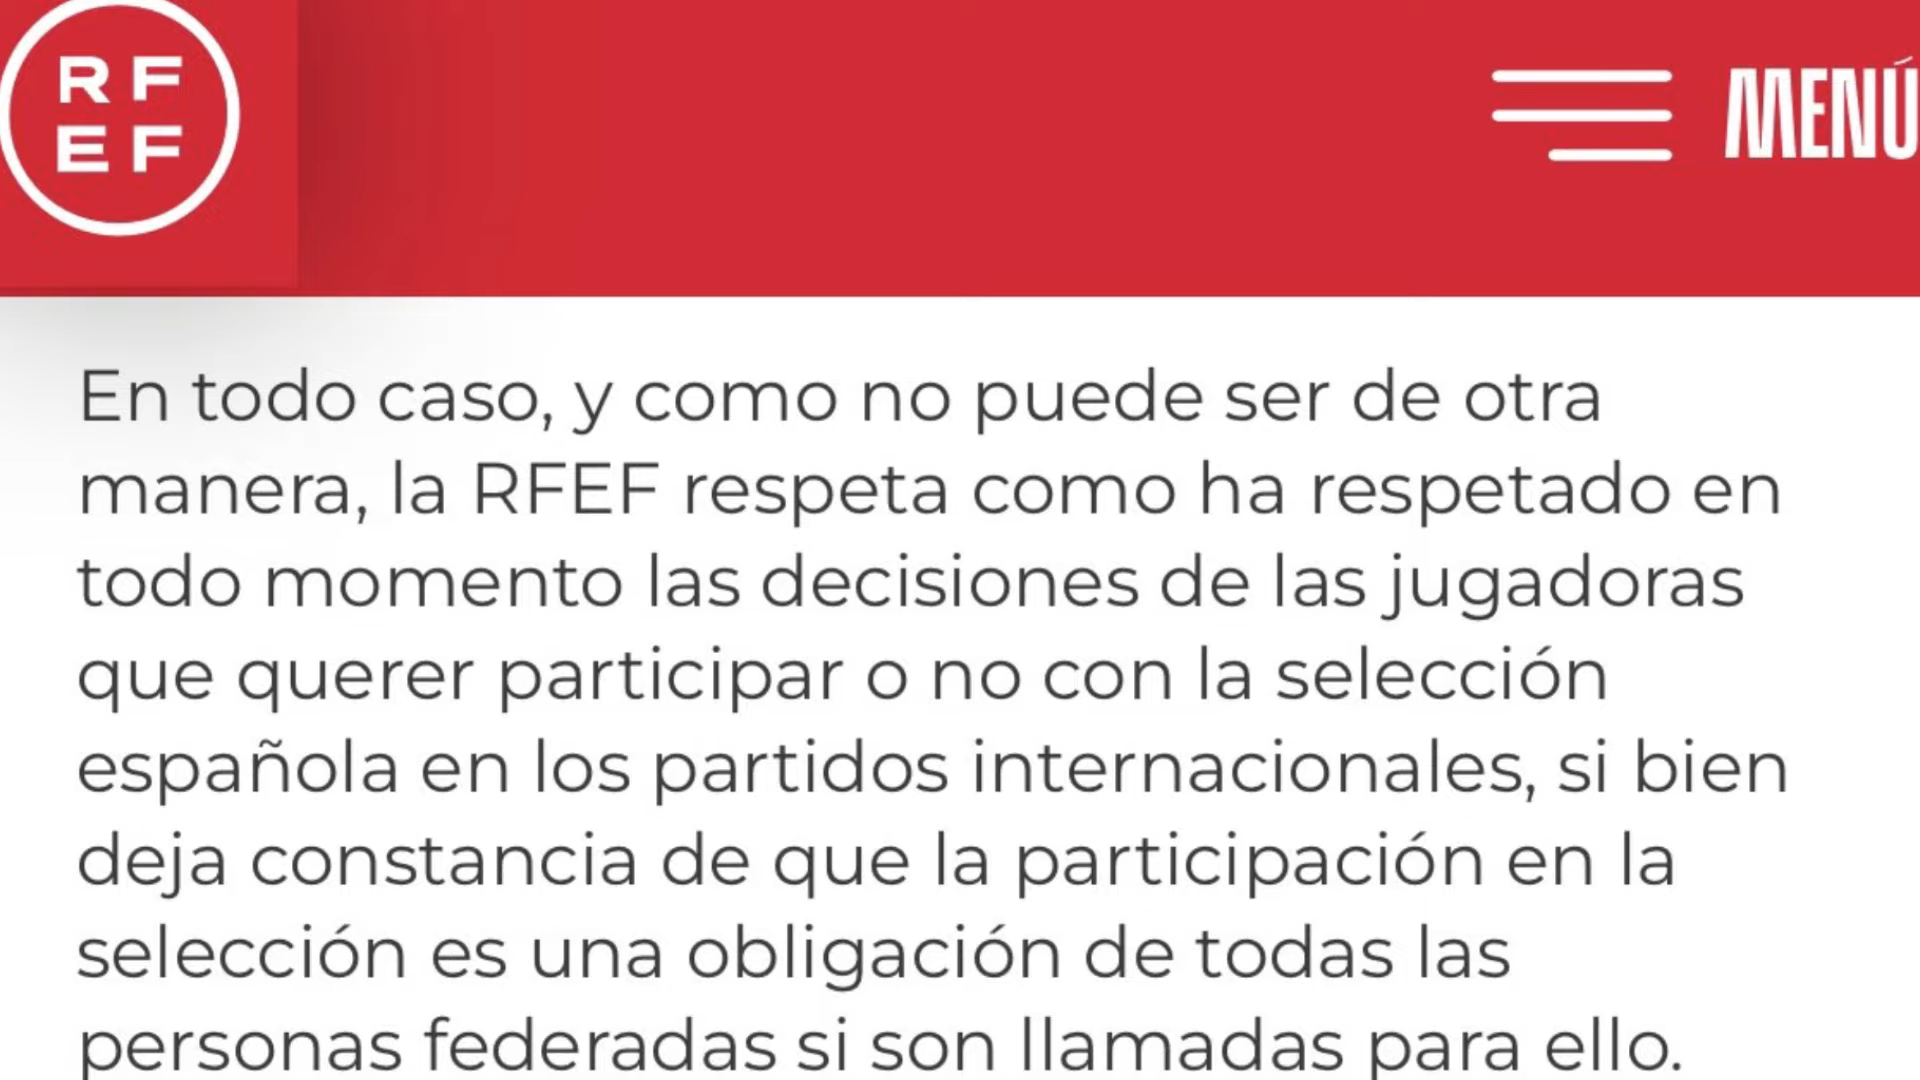 R F
E F
MENÚ
En todo caso, y como no puede ser de otra
manera, la RFEF respeta como ha respetado en
todo momento las decisiones de las jugadoras
que querer participar o no con la selección
española en los partidos internacionales, si bien
deja constancia de que la participación en la
selección es una obligación de todas las
personas federadas si son llamadas para ello.